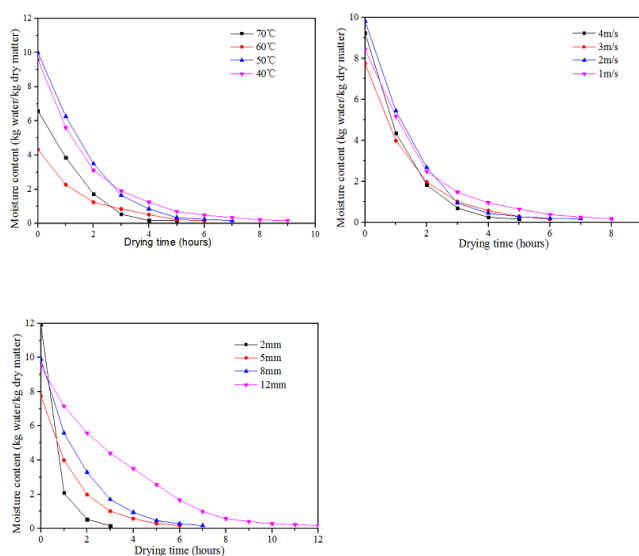 Moisture content (kg water/kg dry matter)
12
10
8
6
4
2
0
70℃
60℃
50℃
40℃
0 2 4 6 8 10
Drying time (hours)
Moisture content (kg water/kg dry matter)
10
8
6
4
2
0
4m/s
3m/s
2m/s
1m/s
0 2 4 6 8
Drying time (hours)
Moisture content (kg water/kg dry matter)
12
10
8
6
4
2
0
2mm
5mm
8mm
12mm
0 2 4 6 8 10 12
Drying time (hours)